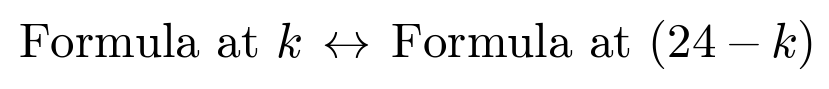 Formula at k ↔ Formula at (24 − k)